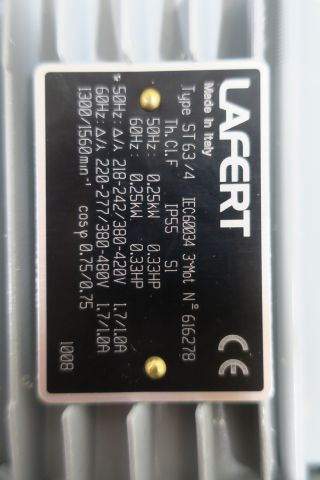 LAFERT
Made in Italy
Type ST63/4 IEC60034 3~Mot N° 616278
Th.Cl.F IP55 S1
50Hz: 0.25kW 0.33HP
60Hz: 0.25kW 0.33HP
50Hz: Δ/⅄ 218-242/380-420V 1.7/1.0A
60Hz: Δ/⅄ 220-277/380-480V 1.7/1.0A
1300/1560min⁻¹ cosφ 0.75/0.75
1008
CE